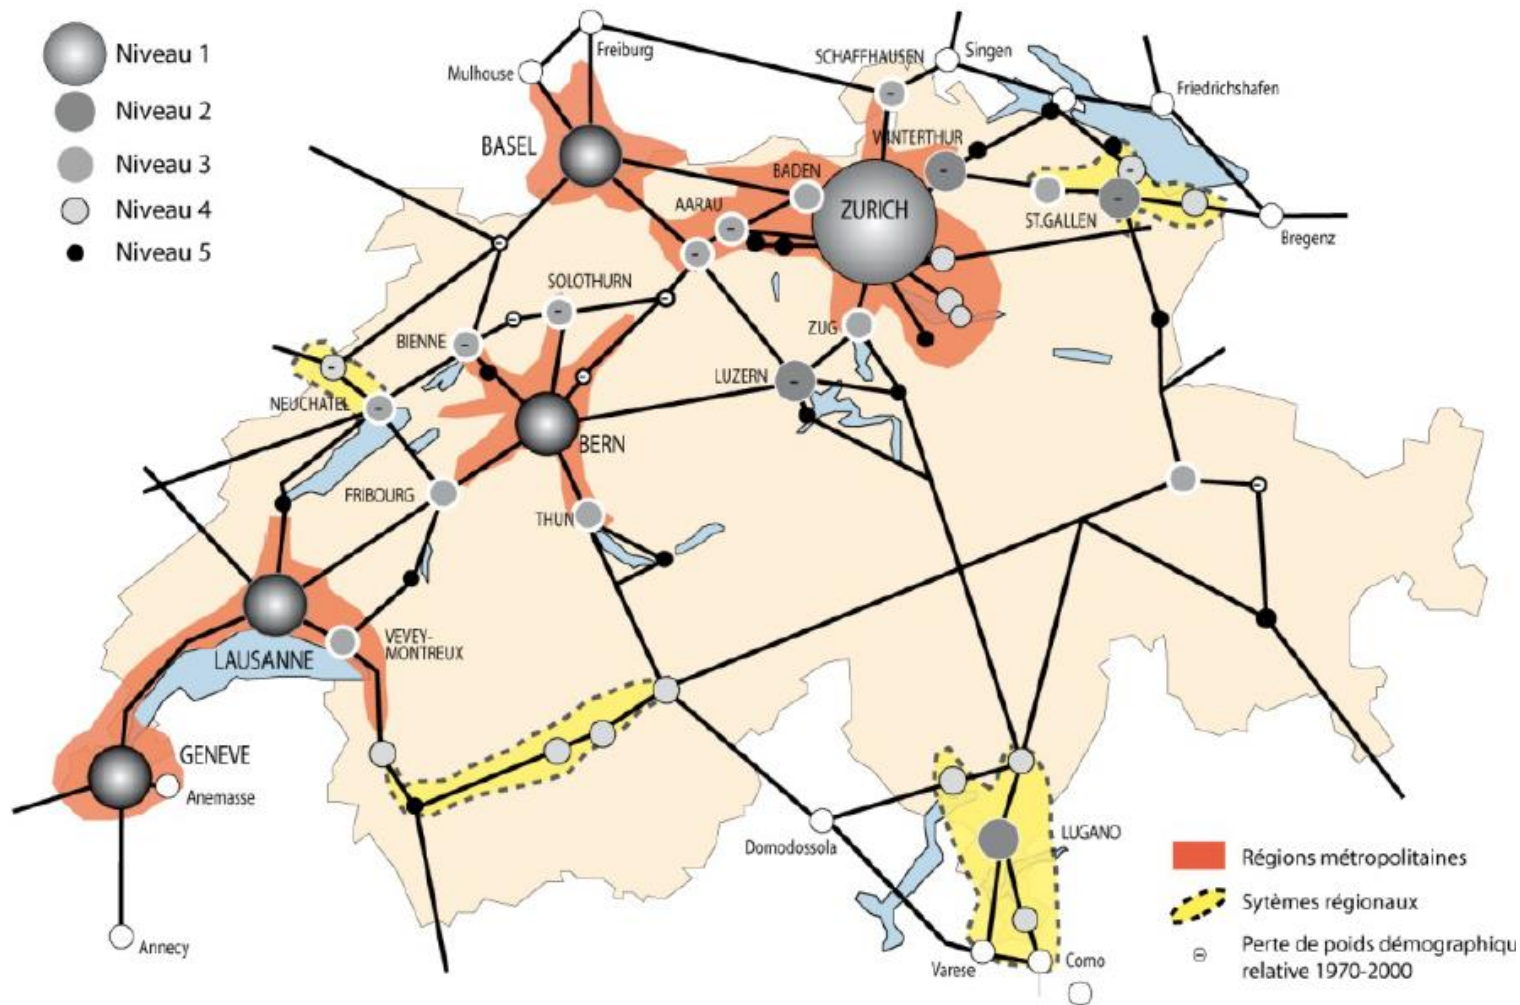 Niveau 1
Niveau 2
Niveau 3
Niveau 4
Niveau 5
Freiburg
Mulhouse
SCHAFFHAUSEN
Singen
Friedrichshafen
BASEL
WINTERTHUR
BADEN
AARAU
ZURICH
ST.GALLEN
Bregenz
SOLOTHURN
BIENNE
ZUG
LUZERN
NEUCHATEL
BERN
FRIBOURG
THUN
VEVEY-
MONTREUX
LAUSANNE
GENEVE
Anemasse
Annecy
Domodossola
LUGANO
Varese
Como
Régions métropolitaines
Sytèmes régionaux
Perte de poids démographiqu
relative 1970-2000